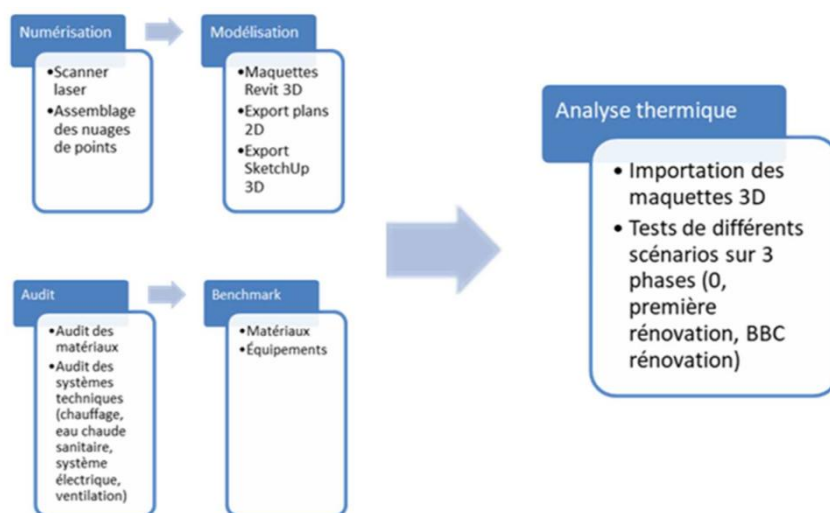 Numérisation
•Scanner
laser
•Assemblage
des nuages
de points
Modélisation
•Maquettes
Revit 3D
•Export plans
2D
•Export
SketchUp
3D
Audit
•Audit des
matériaux
•Audit des
systèmes
techniques
(chauffage,
eau chaude
sanitaire,
système
électrique,
ventilation)
Benchmark
•Matériaux
•Équipements
Analyse thermique
• Importation des
maquettes 3D
• Tests de différents
scénarios sur 3
phases (0,
première
rénovation, BBC
rénovation)